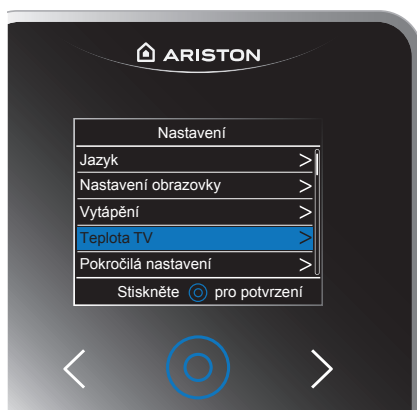 ARISTON
Nastavení
Jazyk >
Nastavení obrazovky >
Vytápění >
Teplota TV >
Pokročilá nastavení >
Stiskněte pro potvrzení